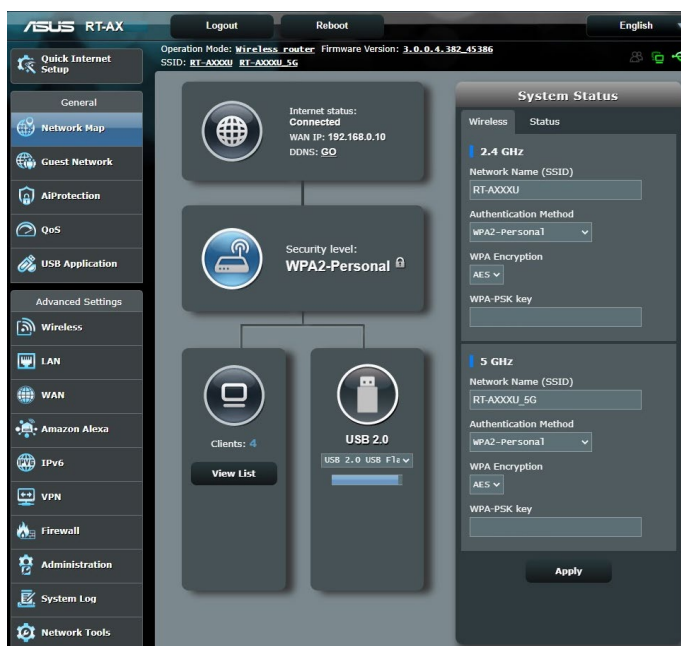 ASUS RT-AX
Logout
Reboot
English
Quick Internet
Setup
Operation Mode: Wireless router Firmware Version: 3.0.0.4.382_45386
SSID: RT-AXXXU RT-AXXXU_5G
General
Network Map
Guest Network
AiProtection
QoS
USB Application
Advanced Settings
Wireless
LAN
WAN
Amazon Alexa
IPv6
VPN
Firewall
Administration
System Log
Network Tools
Internet status:
Connected
WAN IP: 192.168.0.10
DDNS: GO
Security level:
WPA2-Personal
Clients: 4
View List
USB 2.0
USB 2.0 USB Fla
System Status
Wireless Status
2.4 GHz
Network Name (SSID)
RT-AXXXU
Authentication Method
WPA2-Personal
WPA Encryption
AES
WPA-PSK key
5 GHz
Network Name (SSID)
RT-AXXXU_5G
Authentication Method
WPA2-Personal
WPA Encryption
AES
WPA-PSK key
Apply